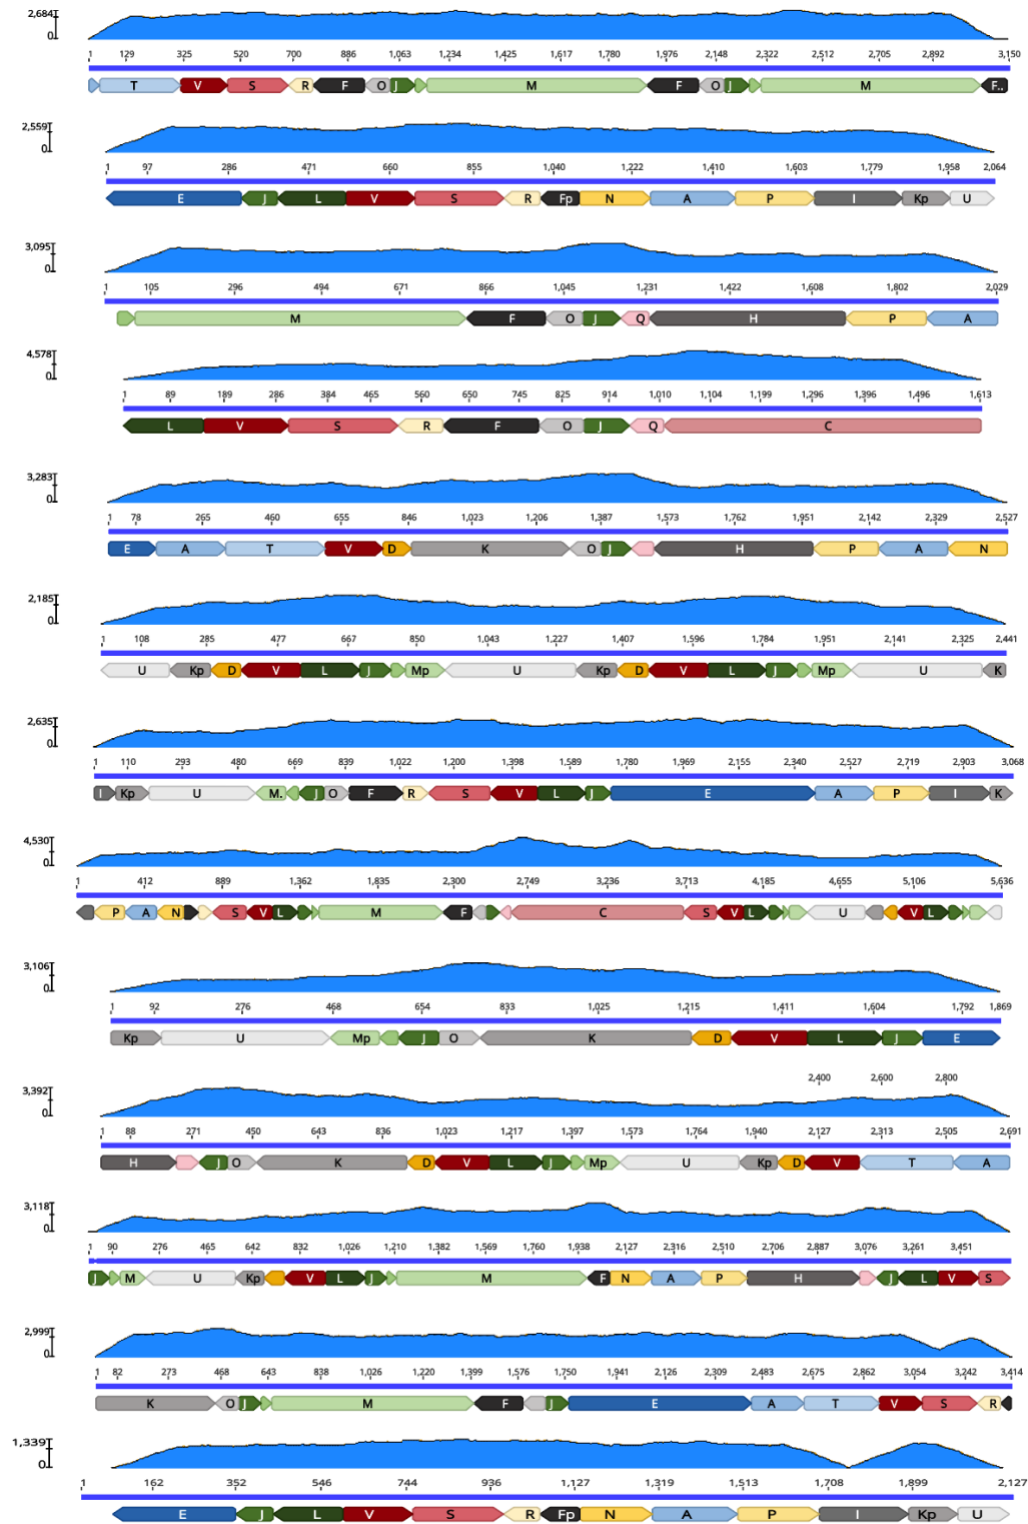 2,684
0
1 129 325 520 700 886 1,063 1,234 1,425 1,617 1,780 1,976 2,148 2,322 2,512 2,705 2,892 3,150
T V S R F O J M F O J M F..
2,559
0
1 97 286 471 660 855 1,040 1,222 1,410 1,603 1,779 1,958 2,064
E J L V S R Fp N A P I Kp U
3,095
0
1 105 296 494 671 866 1,045 1,231 1,422 1,608 1,802 2,029
M F O J Q H P A
4,578
0
1 89 189 286 384 465 560 650 745 825 914 1,010 1,104 1,199 1,296 1,396 1,496 1,613
L V S R F O J Q C
3,283
0
1 78 265 460 655 846 1,023 1,206 1,387 1,573 1,762 1,951 2,142 2,329 2,527
E A T V D K O J H P A N
2,185
0
1 108 285 477 667 850 1,043 1,227 1,407 1,596 1,784 1,951 2,141 2,325 2,441
U Kp D V L J Mp U Kp D V L J Mp U K
2,635
0
1 110 293 480 669 839 1,022 1,200 1,398 1,589 1,780 1,969 2,155 2,340 2,527 2,719 2,903 3,068
I Kp U M. J O F R S V L J E A P I K
4,530
0
1 412 889 1,362 1,835 2,300 2,749 3,236 3,713 4,185 4,655 5,106 5,636
P A N S V L M F C S V L U V L
3,106
0
1 92 276 468 654 833 1,025 1,215 1,411 1,604 1,792 1,869
Kp U Mp J O K D V L J E
2,400 2,600 2,800
3,392
0
1 88 271 450 643 836 1,023 1,217 1,397 1,573 1,764 1,940 2,127 2,313 2,505 2,691
H J O K D V L J Mp U Kp D V T A
3,118
0
1 90 276 465 642 832 1,026 1,210 1,382 1,569 1,760 1,938 2,127 2,316 2,510 2,706 2,887 3,076 3,261 3,451
J M U Kp V L J M F N A P H J L V S
2,999
0
1 82 273 468 643 838 1,026 1,220 1,399 1,576 1,750 1,941 2,126 2,309 2,483 2,675 2,862 3,054 3,242 3,414
K O J M F J E A T V S R
1,339
0
1 162 352 546 744 936 1,127 1,319 1,513 1,708 1,899 2,127
E J L V S R Fp N A P I Kp U